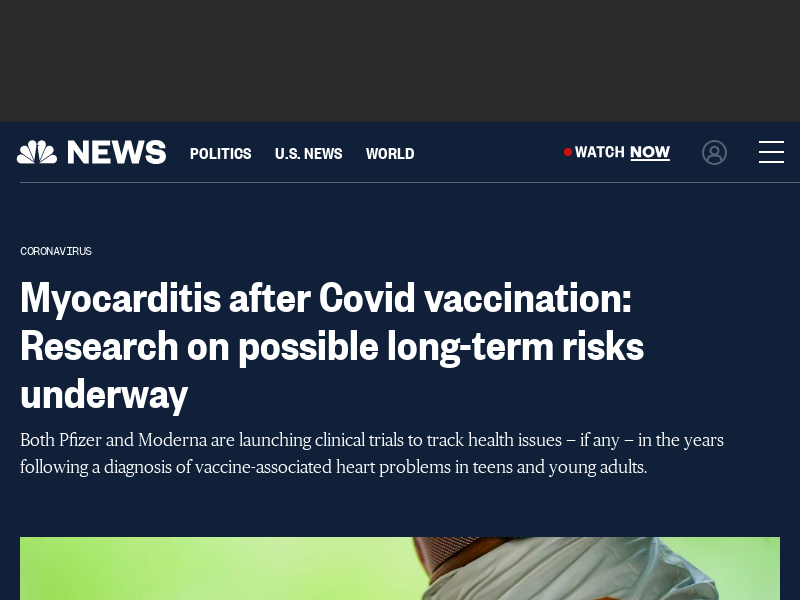 NEWS POLITICS U.S. NEWS WORLD WATCH NOW
CORONAVIRUS
Myocarditis after Covid vaccination:
Research on possible long-term risks
underway
Both Pfizer and Moderna are launching clinical trials to track health issues – if any – in the years
following a diagnosis of vaccine-associated heart problems in teens and young adults.